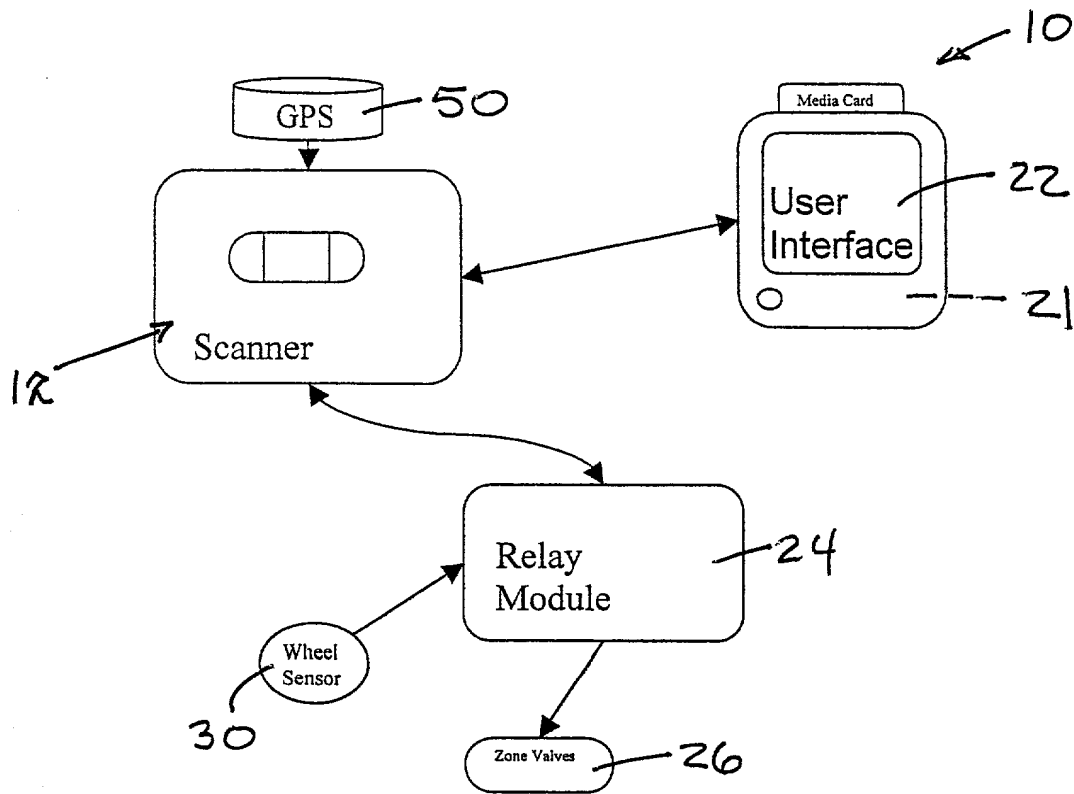 10
GPS
50
Media Card
User
Interface
22
21
Scanner
12
Relay
Module
24
Wheel
Sensor
30
Zone Valves
26